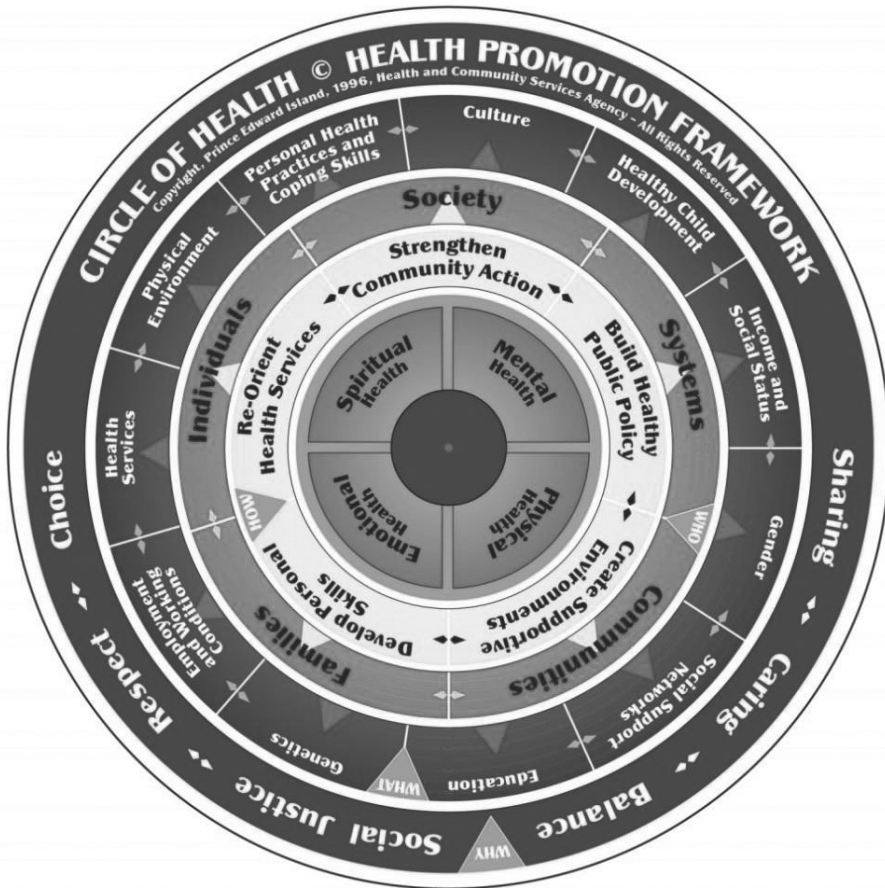 CIRCLE OF HEALTH © HEALTH PROMOTION FRAMEWORK
Copyright, Prince Edward Island, 1996, Health and Community Services Agency – All Rights Reserved
Sharing
Caring
Balance
WHY
Social Justice
Respect
Choice
Culture
Healthy Child
Development
Income and
Social Status
Gender
Social Support
Networks
Education
WHAT
Genetics
Employment
and Working
Conditions
Health
Services
Physical
Environment
Personal Health
Practices and
Coping Skills
Society
Systems
WHO
Communities
Families
Individuals
Strengthen
Community Action
Build Healthy
Public Policy
Create Supportive
Environments
Develop Personal
Skills
HOW
Re-Orient
Health Services
Spiritual
Health
Mental
Health
Physical
Health
Emotional
Health